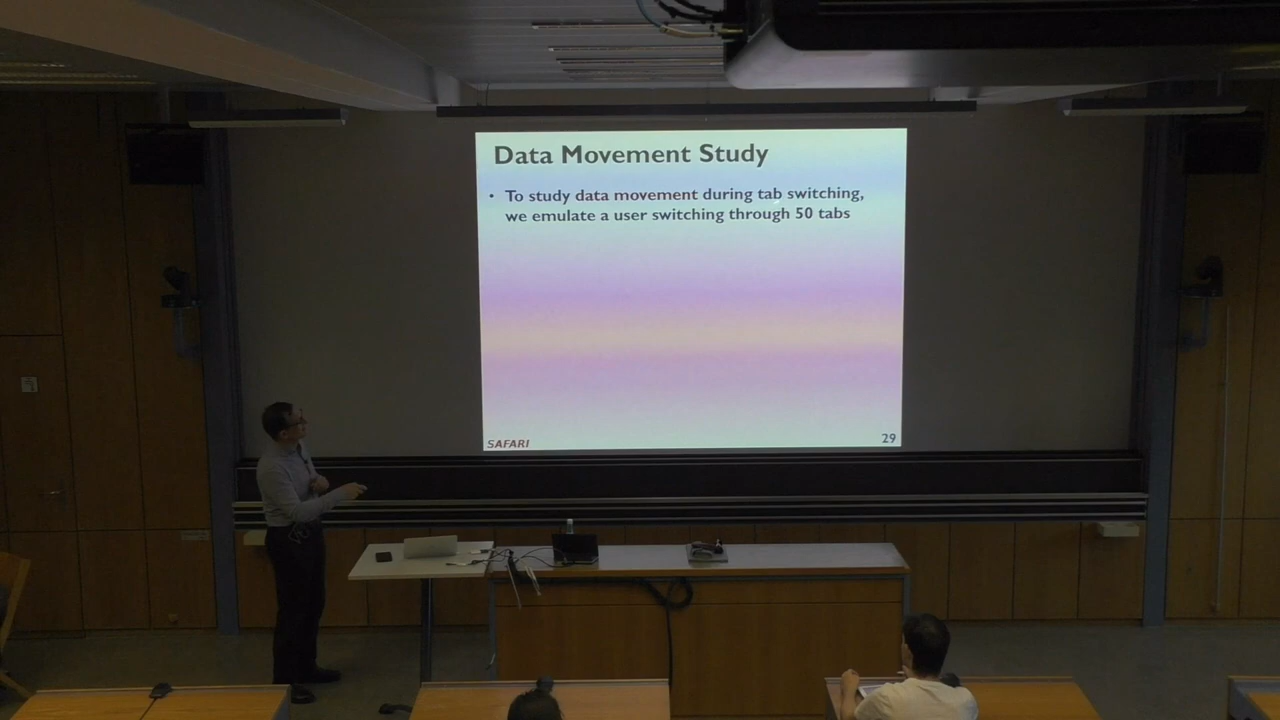 Data Movement Study
• To study data movement during tab switching,
we emulate a user switching through 50 tabs
SAFARI
29